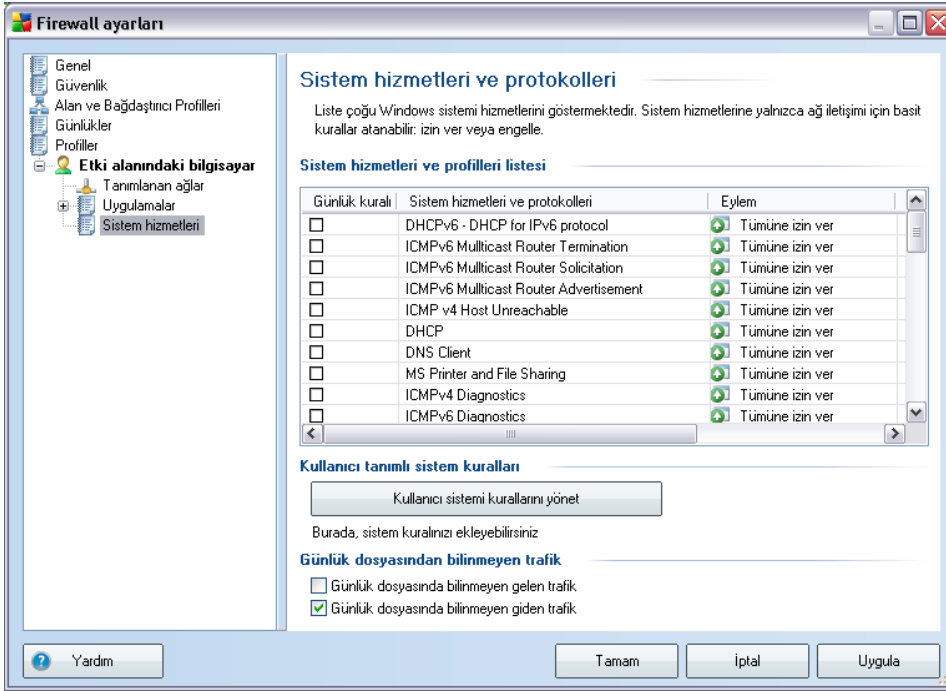 Firewall ayarları
Genel
Güvenlik
Alan ve Bağdaştırıcı Profilleri
Günlükler
Profiller
Etki alanındaki bilgisayar
Tanımlanan ağlar
Uygulamalar
Sistem hizmetleri
Sistem hizmetleri ve protokolleri
Liste çoğu Windows sistemi hizmetlerini göstermektedir. Sistem hizmetlerine yalnızca ağ iletişimi için basit
kurallar atanabilir: izin ver veya engelle.
Sistem hizmetleri ve profilleri listesi
Günlük kuralı Sistem hizmetleri ve protokolleri Eylem
DHCPv6 - DHCP for IPv6 protocol Tümüne izin ver
ICMPv6 Mullticast Router Termination Tümüne izin ver
ICMPv6 Mullticast Router Solicitation Tümüne izin ver
ICMPv6 Mullticast Router Advertisement Tümüne izin ver
ICMP v4 Host Unreachable Tümüne izin ver
DHCP Tümüne izin ver
DNS Client Tümüne izin ver
MS Printer and File Sharing Tümüne izin ver
ICMPv4 Diagnostics Tümüne izin ver
ICMPv6 Diagnostics Tümüne izin ver
Kullanıcı tanımlı sistem kuralları
Kullanıcı sistemi kurallarını yönet
Burada, sistem kuralınızı ekleyebilirsiniz
Günlük dosyasından bilinmeyen trafik
Günlük dosyasında bilinmeyen gelen trafik
Günlük dosyasında bilinmeyen giden trafik
Yardım Tamam İptal Uygula